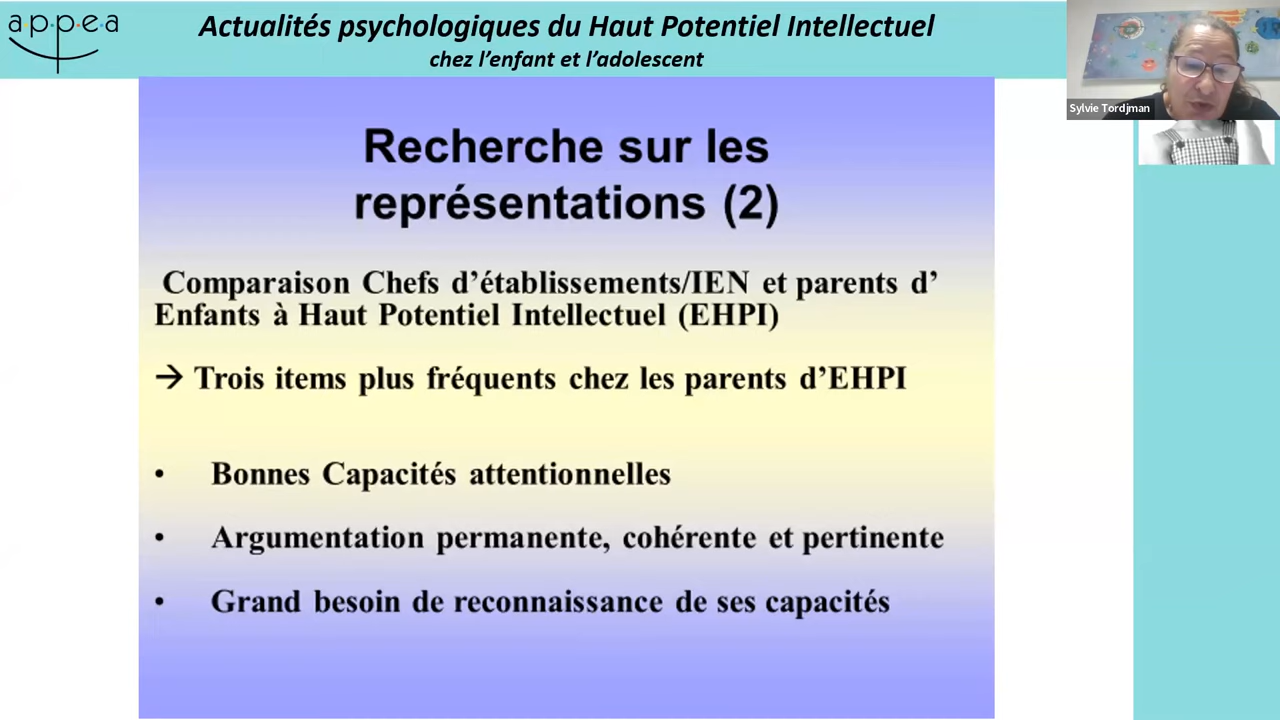 appea
Actualités psychologiques du Haut Potentiel Intellectuel
chez l’enfant et l’adolescent
Sylvie Tordjman
Recherche sur les
représentations (2)
Comparaison Chefs d’établissements/IEN et parents d’
Enfants à Haut Potentiel Intellectuel (EHPI)
→ Trois items plus fréquents chez les parents d’EHPI
• Bonnes Capacités attentionnelles
• Argumentation permanente, cohérente et pertinente
• Grand besoin de reconnaissance de ses capacités